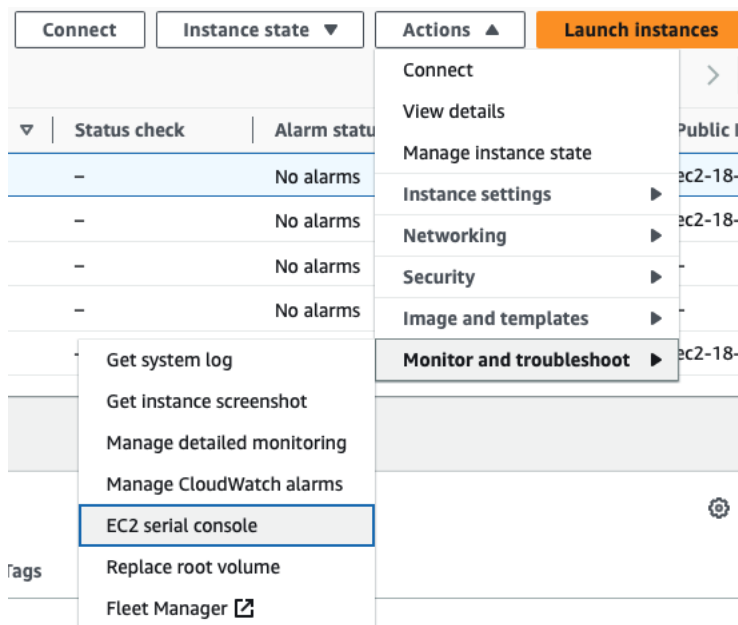 Connect
Instance state
Actions
Launch instances
Connect
View details
Manage instance state
Instance settings
Networking
Security
Image and templates
Monitor and troubleshoot
Status check
Alarm statu
Public
– No alarms ec2-18-
– No alarms ec2-18-
– No alarms –
– No alarms –
ec2-18-
Get system log
Get instance screenshot
Manage detailed monitoring
Manage CloudWatch alarms
EC2 serial console
Replace root volume
Fleet Manager
Tags